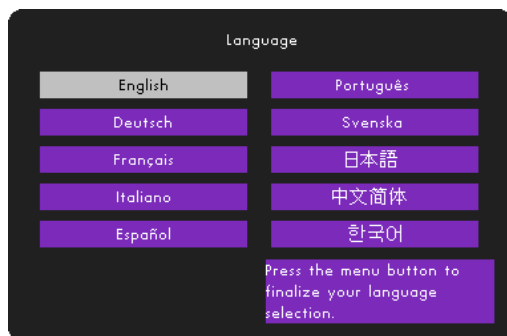 Language
English
Deutsch
Français
Italiano
Español
Português
Svenska
日本語
中文简体
한국어
Press the menu button to
finalize your language
selection.